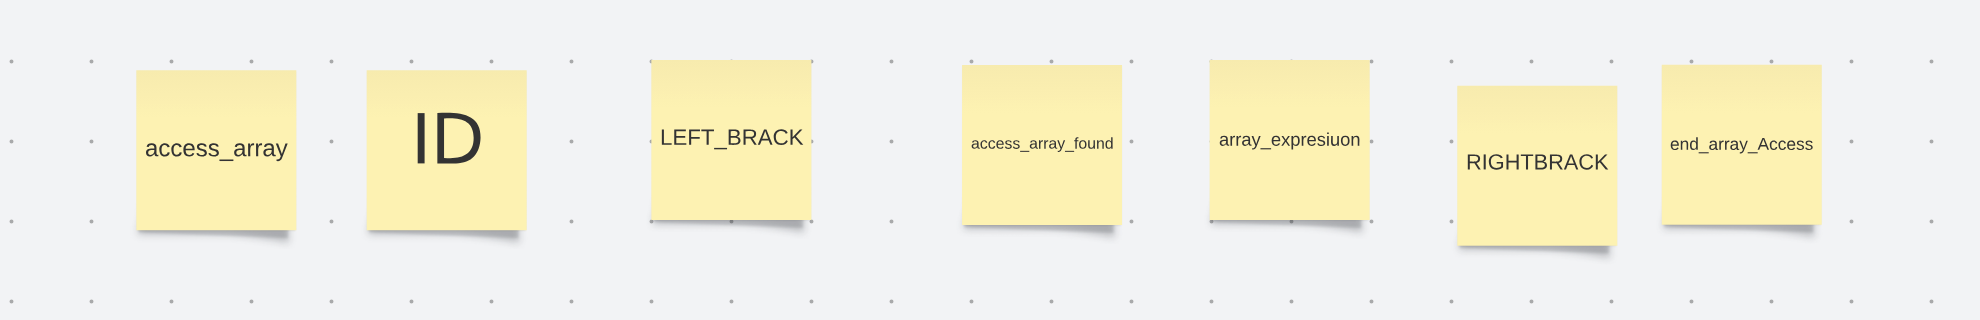 access_array
ID
LEFT_BRACK
access_array_found
array_expresiuon
RIGHTBRACK
end_array_Access